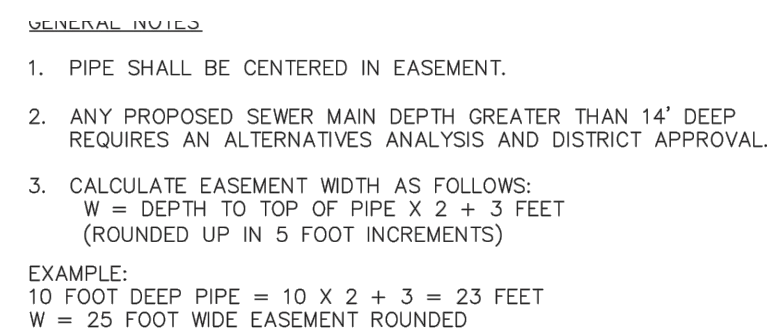 GENERAL NOTES
1. PIPE SHALL BE CENTERED IN EASEMENT.
2. ANY PROPOSED SEWER MAIN DEPTH GREATER THAN 14' DEEP
REQUIRES AN ALTERNATIVES ANALYSIS AND DISTRICT APPROVAL.
3. CALCULATE EASEMENT WIDTH AS FOLLOWS:
W = DEPTH TO TOP OF PIPE X 2 + 3 FEET
(ROUNDED UP IN 5 FOOT INCREMENTS)
EXAMPLE:
10 FOOT DEEP PIPE = 10 X 2 + 3 = 23 FEET
W = 25 FOOT WIDE EASEMENT ROUNDED